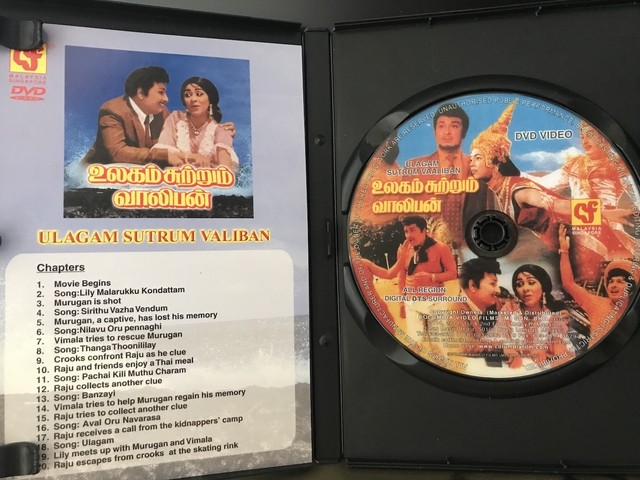 MALAYSIA
SINGAPORE
DVD
VIDEO
உலகம் சுற்றும்
வாலிபன்
ULAGAM SUTRUM VALIBAN
Chapters
1. Movie Begins
2. Song:Lily Malarukku Kondattam
3. Murugan is shot
4. Song: Sirithu Vazha Vendum
5. Murugan, a captive, has lost his memory
6. Song:Nilavu Oru pennaghi
7. Vimala tries to rescue Murugan
8. Song:Thanga Thoonililay
9. Crooks confront Raju as he clue
10. Raju and friends enjoy a Thai meal
11. Song: Pachai Kili Muthu Charam
12. Raju collects another clue
13. Song: Banzayi
14. Vimala tries to help Murugan regain his memory
15. Raju tries to collect another clue
16. Song: Aval Oru Navarasa
17. Raju receives a call from the kidnappers' camp
18. Song: Ulagam
19. Lily meets up with Murugan and Vimala
20. Raju escapes from crooks at the skating rink
DVD VIDEO
ULAGAM
SUTRUM VAALIBAN
உலகம் சுற்றும்
வாலிபன்
MALAYSIA
SINGAPORE
ALL REGION
DIGITAL DTS SURROUND